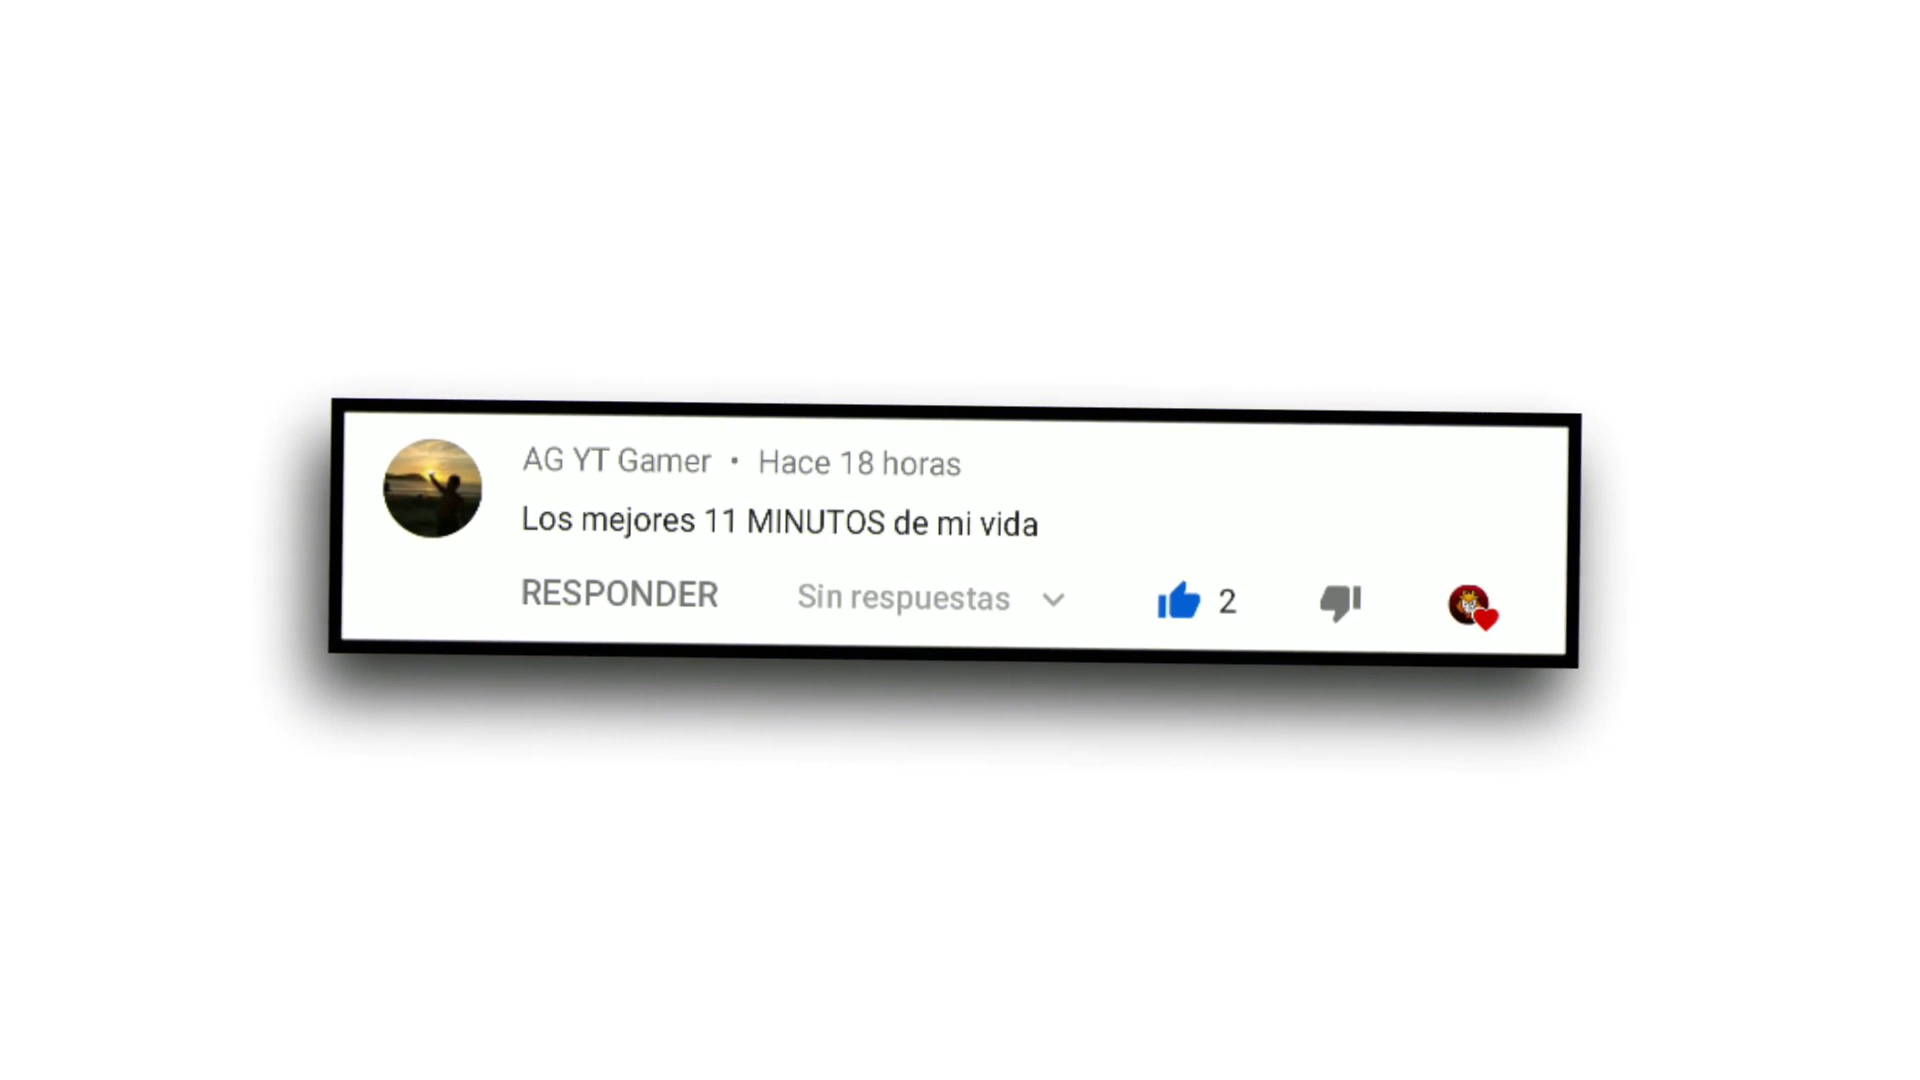 AG YT Gamer • Hace 18 horas
Los mejores 11 MINUTOS de mi vida
RESPONDER Sin respuestas 2